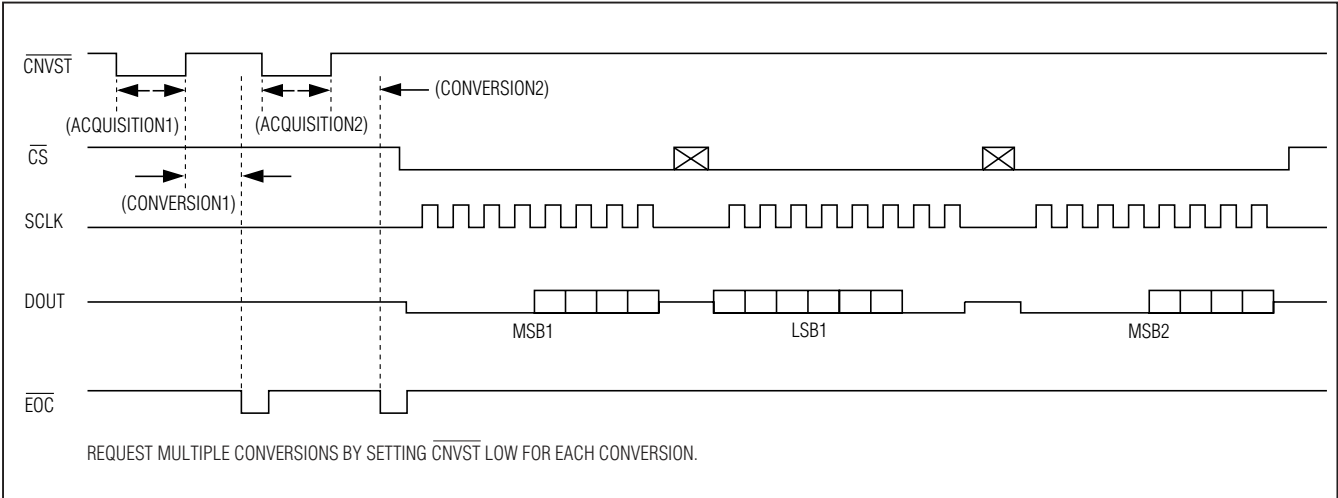 CNVST
(CONVERSION2)
(ACQUISITION1)
(ACQUISITION2)
CS
(CONVERSION1)
SCLK
DOUT
MSB1
LSB1
MSB2
EOC
REQUEST MULTIPLE CONVERSIONS BY SETTING CNVST LOW FOR EACH CONVERSION.